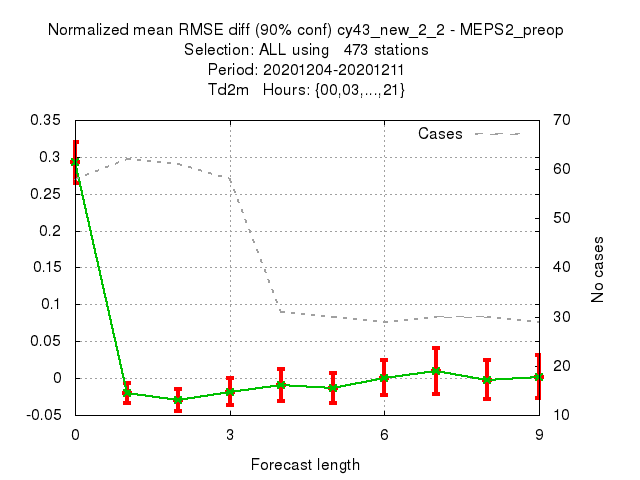 Normalized mean RMSE diff (90% conf) cy43_new_2_2 - MEPS2_preop
Selection: ALL using   473 stations
Period: 20201204-20201211
Td2m   Hours: {00,03,...,21}
0.35
0.3
0.25
0.2
0.15
0.1
0.05
0
-0.05
Cases
70
60
50
40
30
20
10
No cases
0
3
6
9
Forecast length